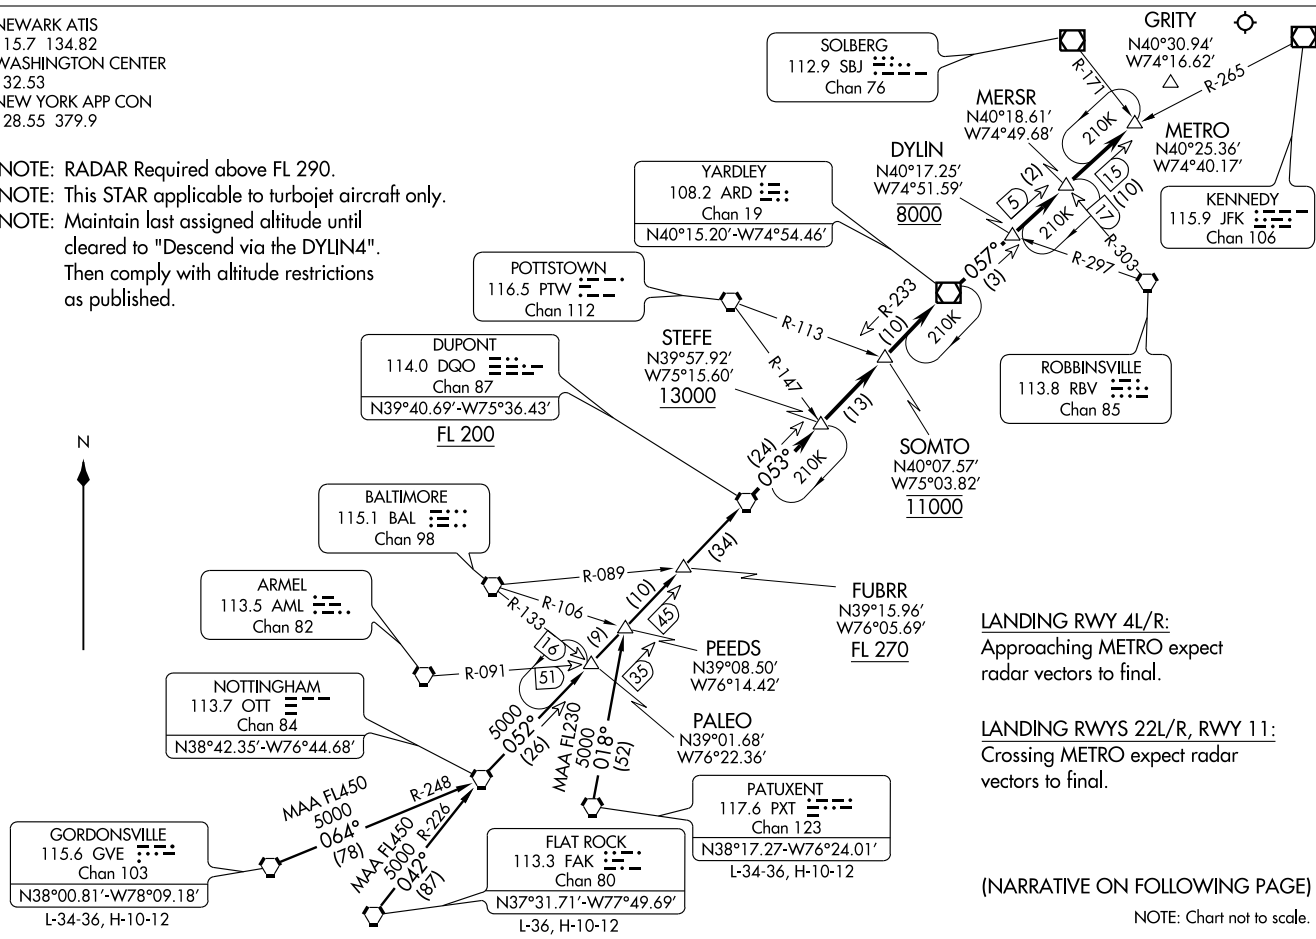 NEWARK ATIS
15.7 134.82
WASHINGTON CENTER
32.53
NEW YORK APP CON
28.55 379.9
NOTE: RADAR Required above FL 290.
NOTE: This STAR applicable to turbojet aircraft only.
NOTE: Maintain last assigned altitude until
cleared to "Descend via the DYLIN4".
Then comply with altitude restrictions
as published.
SOLBERG
112.9 SBJ
Chan 76
GRITY
N40°30.94'
W74°16.62'
R-171
R-265
MERSR
N40°18.61'
W74°49.68'
210K
METRO
N40°25.36'
W74°40.17'
DYLIN
N40°17.25'
W74°51.59'
8000
(2)
5
15
(10)
17
210K
KENNEDY
115.9 JFK
Chan 106
YARDLEY
108.2 ARD
Chan 19
N40°15.20'-W74°54.46'
057°
(3)
R-303
R-297
POTTSTOWN
116.5 PTW
Chan 112
R-113
R-147
R-233
(10)
210K
ROBBINSVILLE
113.8 RBV
Chan 85
DUPONT
114.0 DQO
Chan 87
N39°40.69'-W75°36.43'
FL 200
STEFE
N39°57.92'
W75°15.60'
13000
(13)
(24)
053°
210K
SOMTO
N40°07.57'
W75°03.82'
11000
N
BALTIMORE
115.1 BAL
Chan 98
R-089
R-106
R-133
(34)
(10)
45
FUBRR
N39°15.96'
W76°05.69'
FL 270
ARMEL
113.5 AML
Chan 82
R-091
16
51
(9)
35
PEEDS
N39°08.50'
W76°14.42'
PALEO
N39°01.68'
W76°22.36'
NOTTINGHAM
113.7 OTT
Chan 84
N38°42.35'-W76°44.68'
5000
052°
(26)
MAA FL230
5000
018°
(52)
LANDING RWY 4L/R:
Approaching METRO expect
radar vectors to final.
LANDING RWYS 22L/R, RWY 11:
Crossing METRO expect radar
vectors to final.
PATUXENT
117.6 PXT
Chan 123
N38°17.27-W76°24.01'
L-34-36, H-10-12
MAA FL450
5000
064°
(78)
R-248
MAA FL450
5000
042°
(87)
R-226
GORDONSVILLE
115.6 GVE
Chan 103
N38°00.81'-W78°09.18'
L-34-36, H-10-12
FLAT ROCK
113.3 FAK
Chan 80
N37°31.71'-W77°49.69'
L-36, H-10-12
(NARRATIVE ON FOLLOWING PAGE)
NOTE: Chart not to scale.